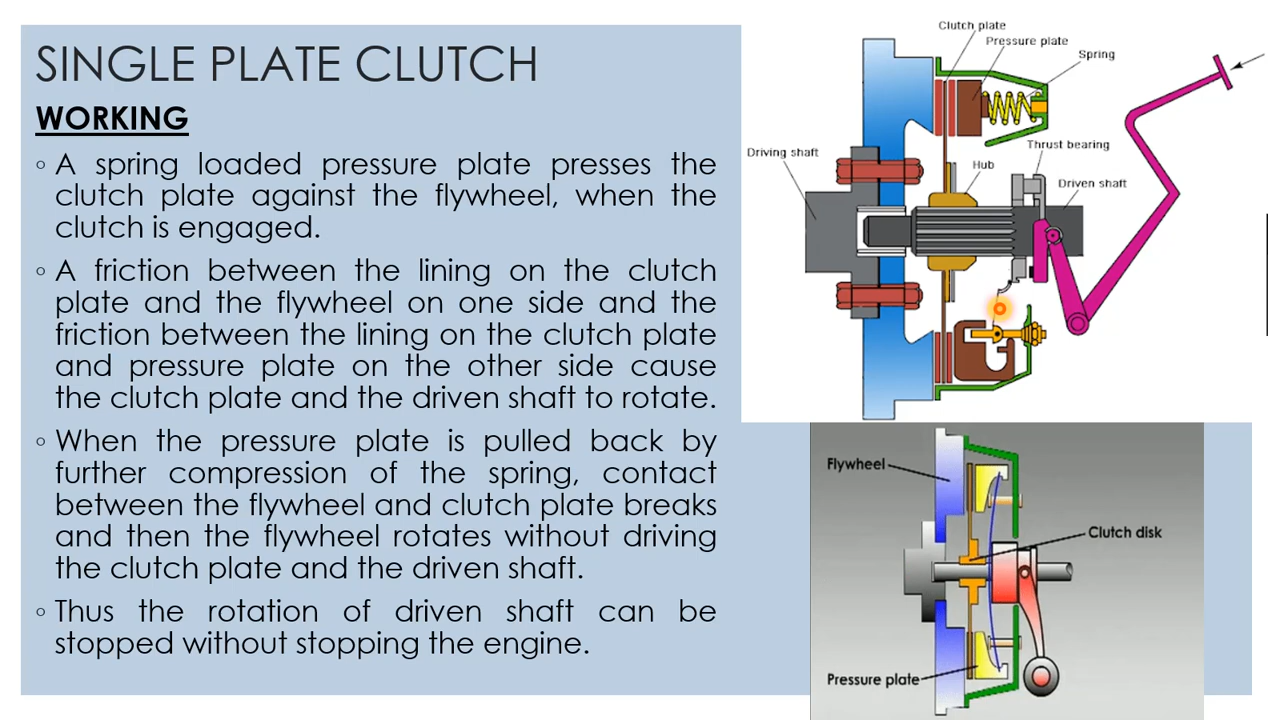 SINGLE PLATE CLUTCH
WORKING
◦ A spring loaded pressure plate presses the
clutch plate against the flywheel, when the
clutch is engaged.
◦ A friction between the lining on the clutch
plate and the flywheel on one side and the
friction between the lining on the clutch plate
and pressure plate on the other side cause
the clutch plate and the driven shaft to rotate.
◦ When the pressure plate is pulled back by
further compression of the spring, contact
between the flywheel and clutch plate breaks
and then the flywheel rotates without driving
the clutch plate and the driven shaft.
◦ Thus the rotation of driven shaft can be
stopped without stopping the engine.
Clutch plate
Pressure plate
Spring
Thrust bearing
Driving shaft
Hub
Driven shaft
Flywheel
Clutch disk
Pressure plate